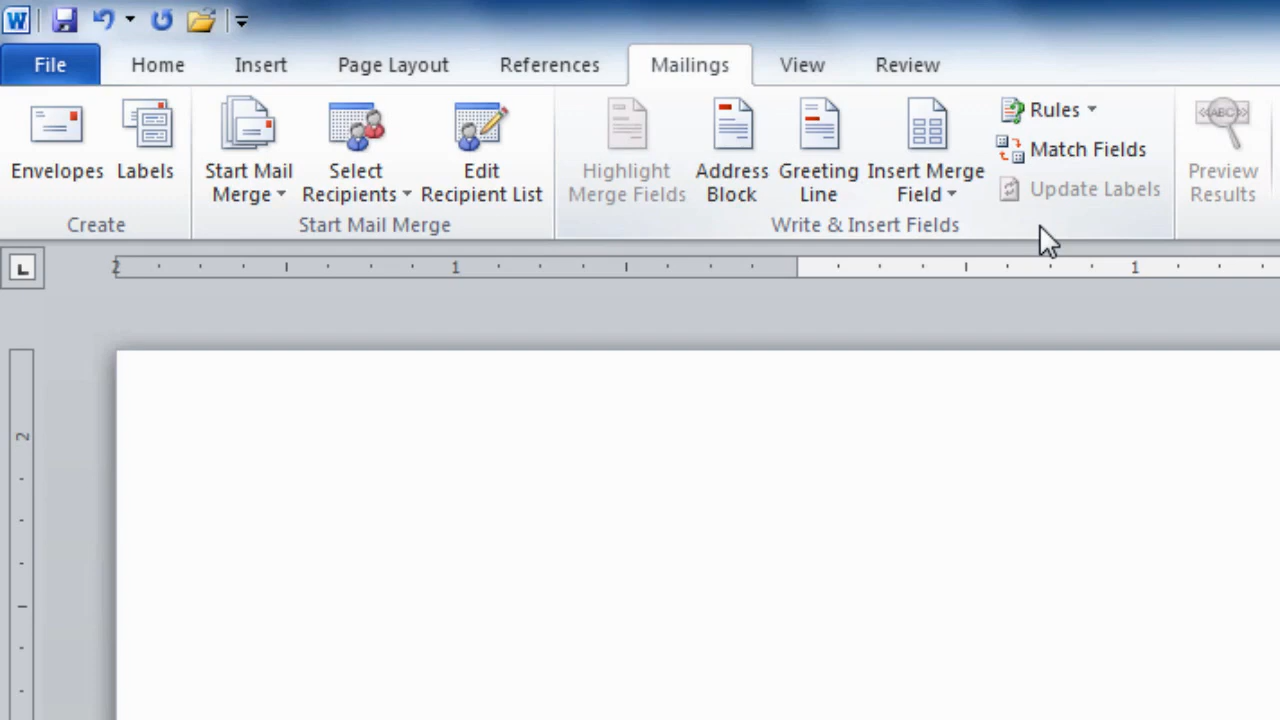 W
File Home Insert Page Layout References Mailings View Review
Envelopes Labels Start Mail Merge Select Recipients Edit Recipient List Highlight Merge Fields Address Block Greeting Line Insert Merge Field Rules Match Fields Update Labels ABC Preview Results
Create Start Mail Merge Write & Insert Fields
L 2 1 1
2